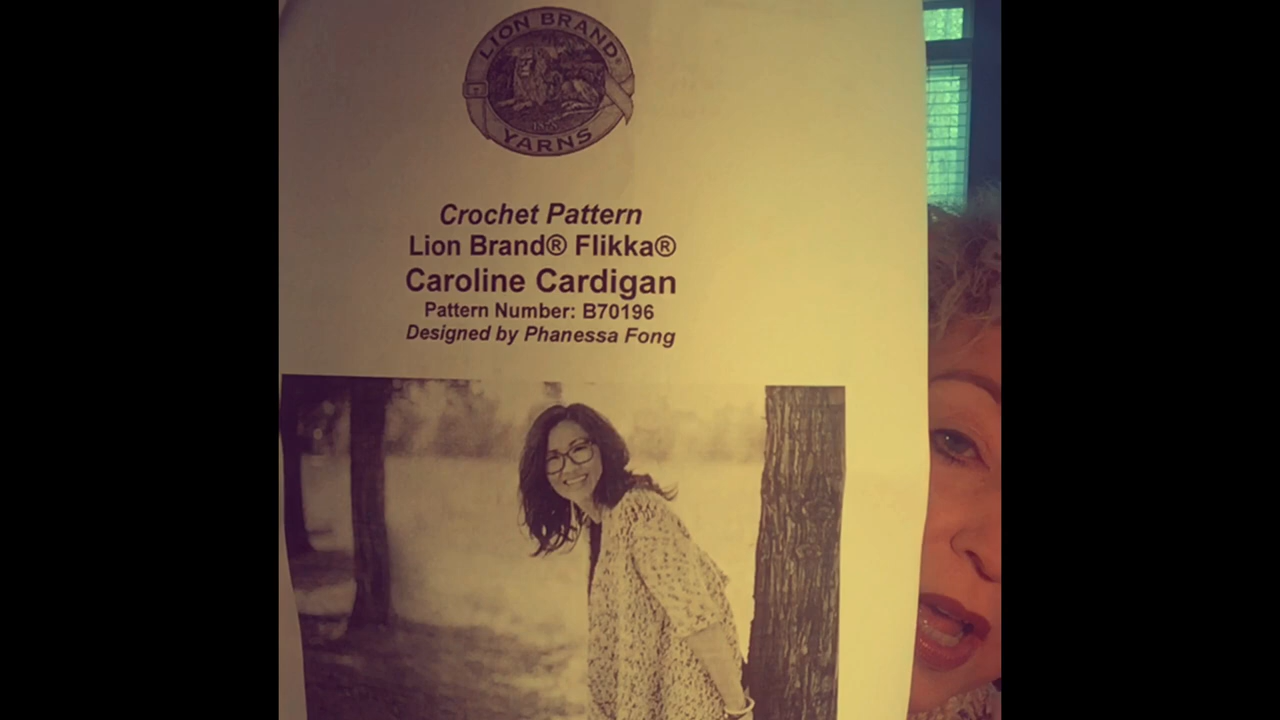 LION BRAND®
YARNS
Crochet Pattern
Lion Brand® Flikka®
Caroline Cardigan
Pattern Number: B70196
Designed by Phanessa Fong